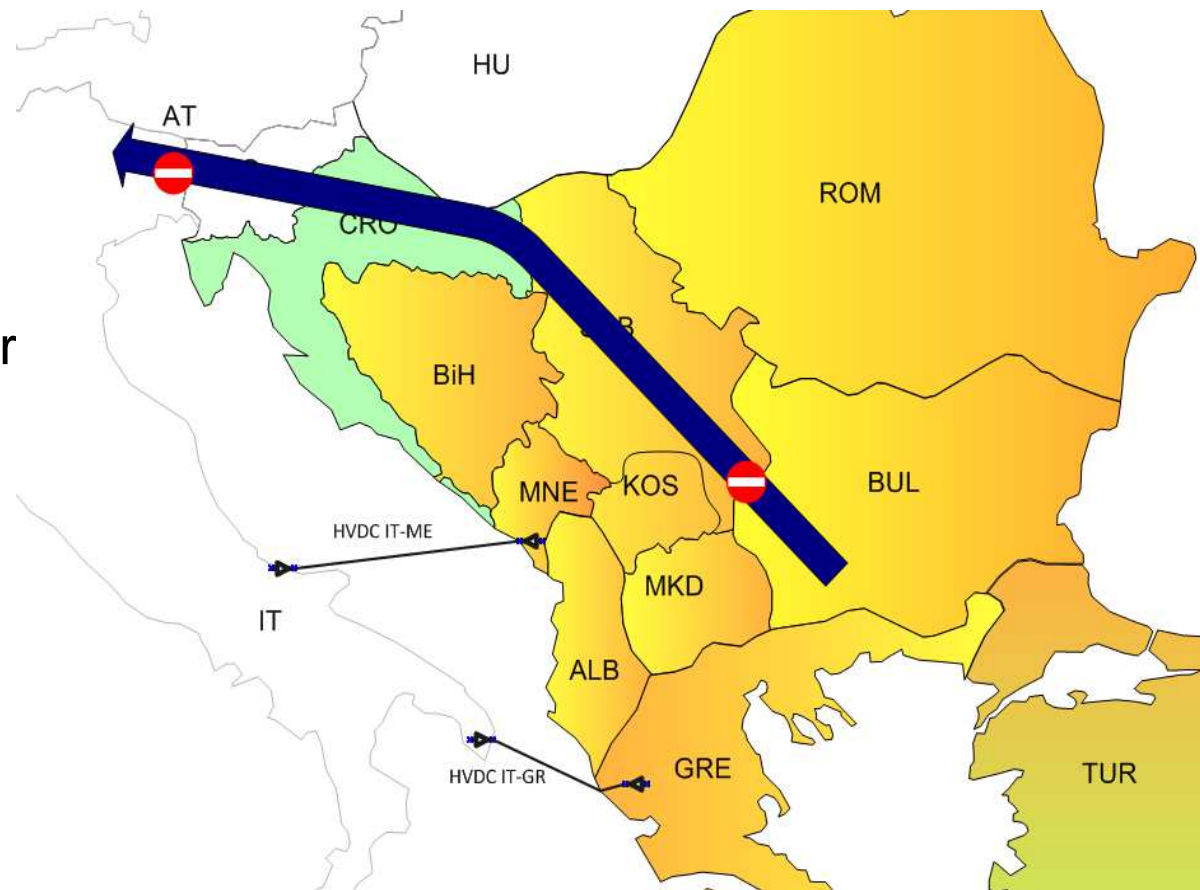 HU
AT
ROM
CRO
r
BiH
MNE
KOS
BUL
HVDC IT-ME
MKD
IT
ALB
GRE
HVDC IT-GR
TUR